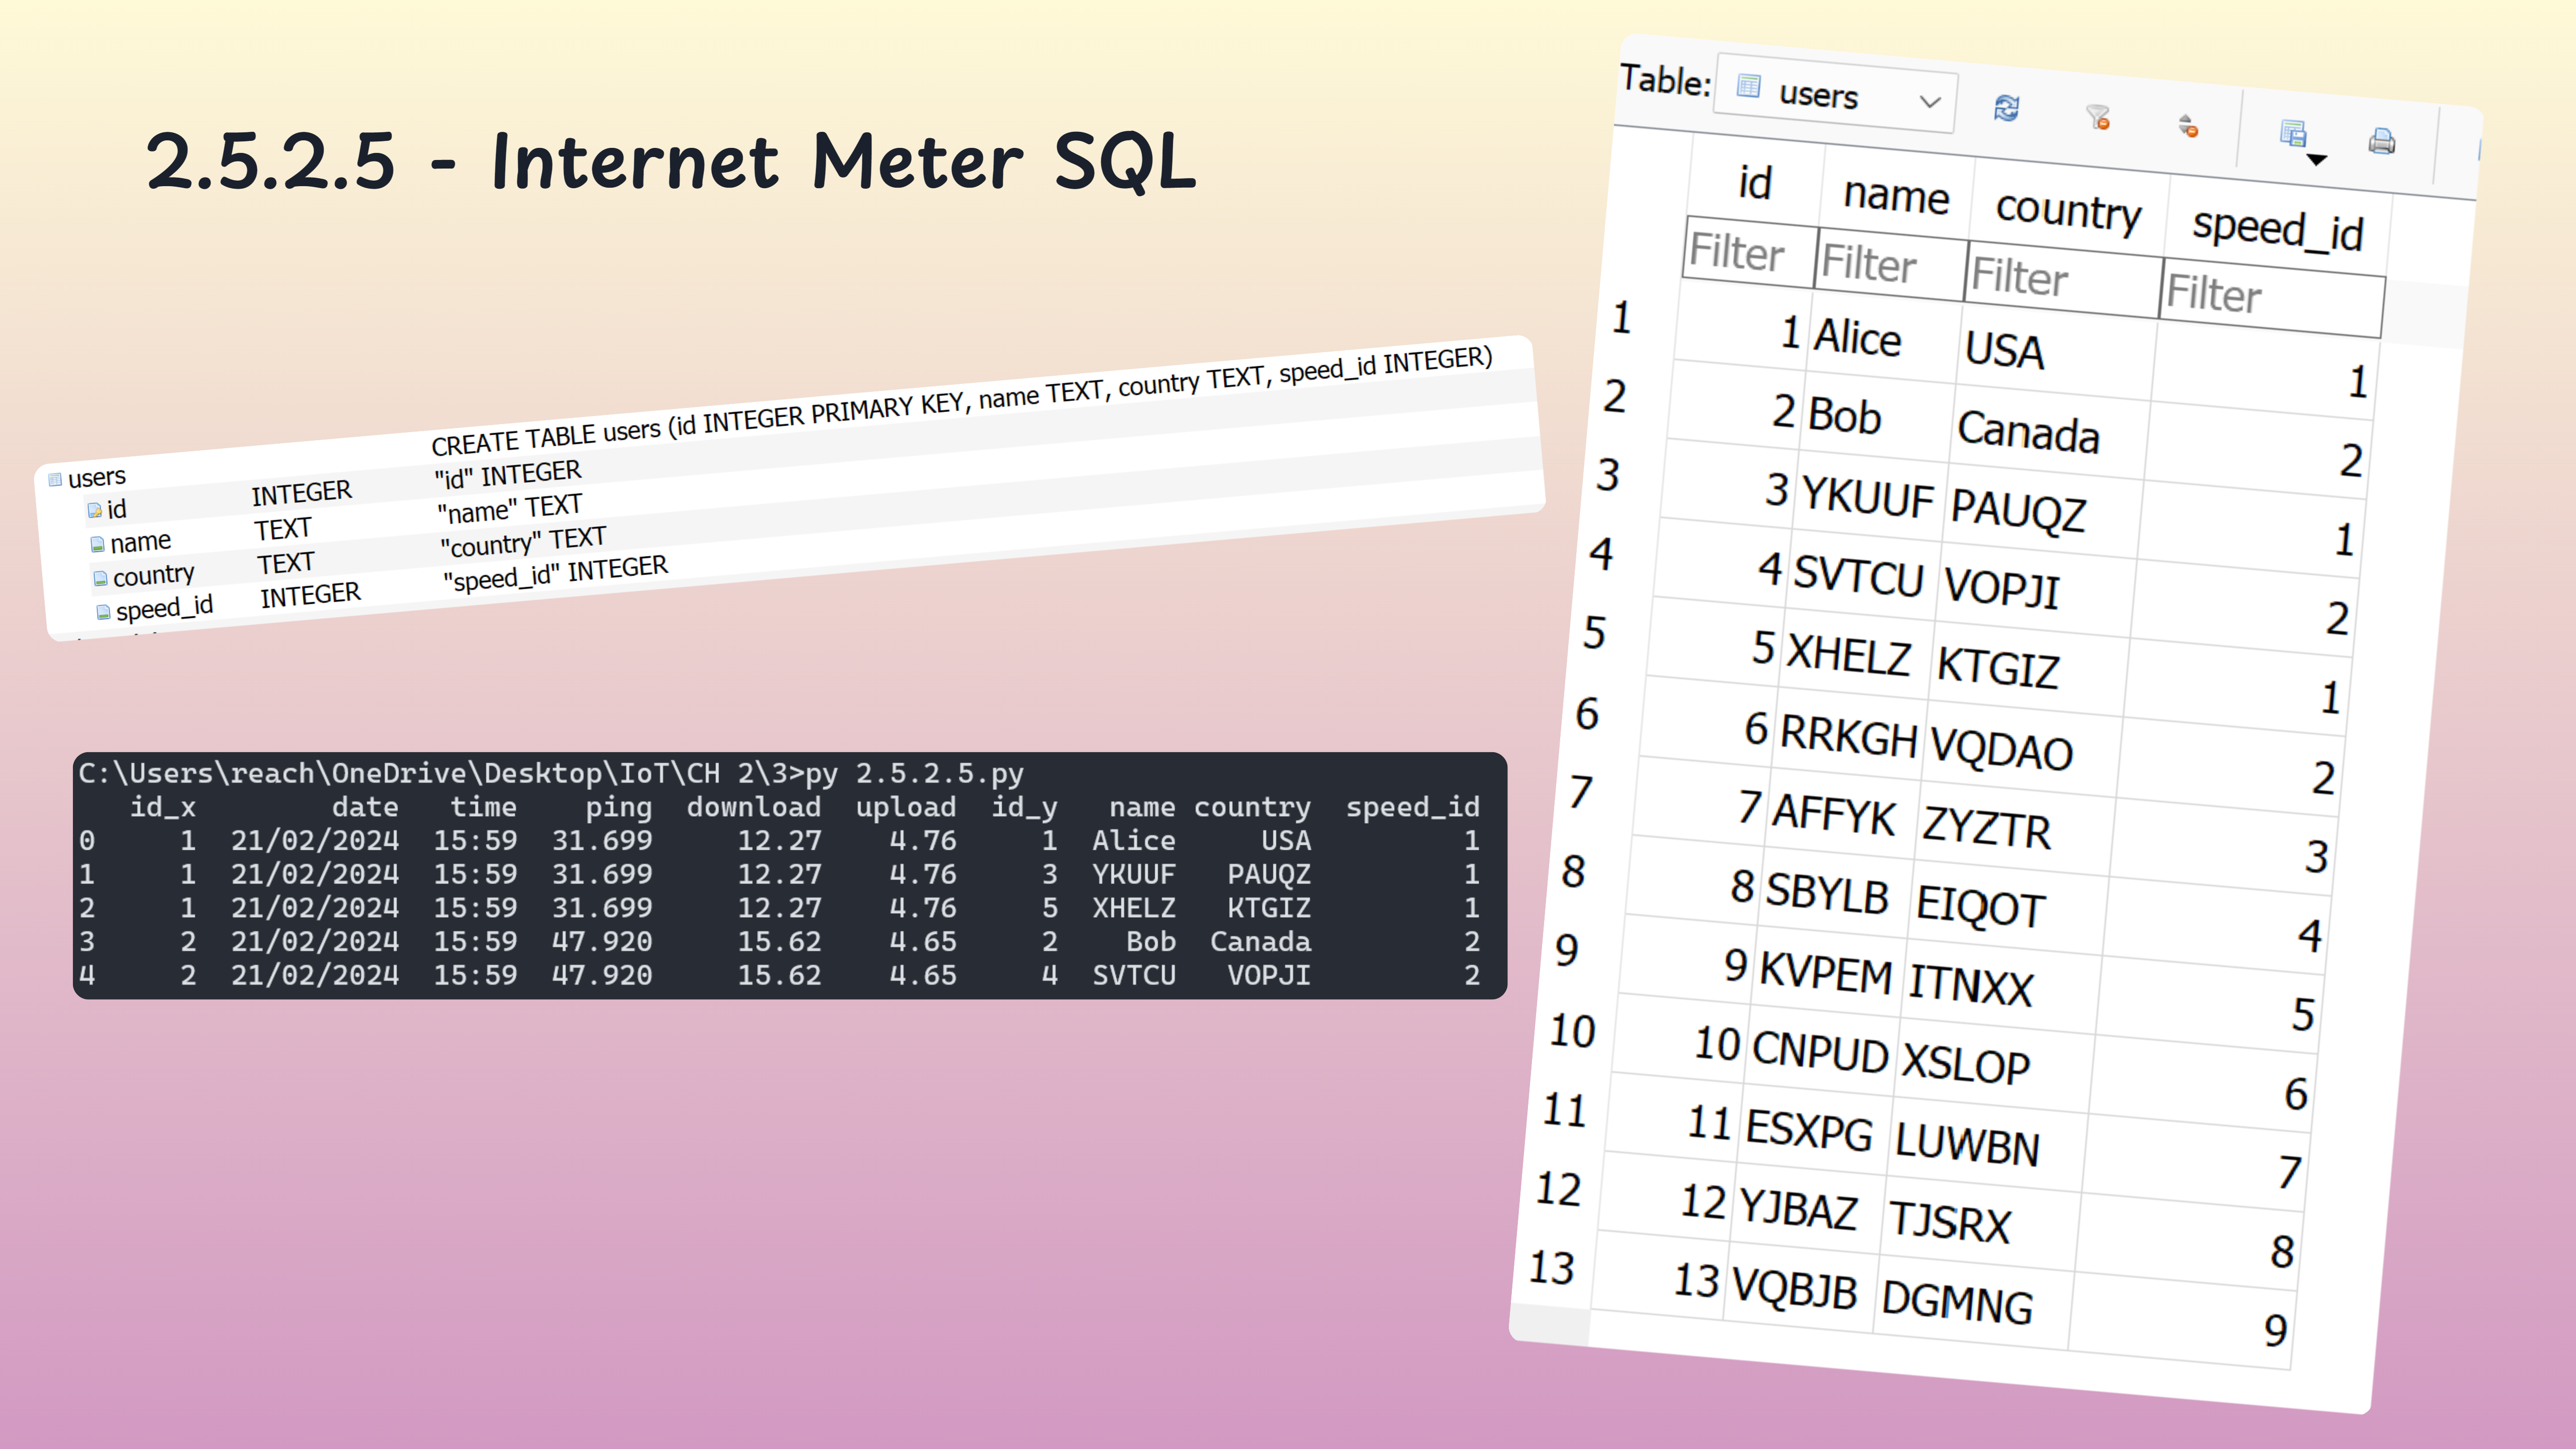 2.5.2.5 - Internet Meter SQL
users CREATE TABLE users (id INTEGER PRIMARY KEY, name TEXT, country TEXT, speed_id INTEGER)
id INTEGER "id" INTEGER
name TEXT "name" TEXT
country TEXT "country" TEXT
speed_id INTEGER "speed_id" INTEGER
C:\Users\reach\OneDrive\Desktop\IoT\CH 2\3>py 2.5.2.5.py
id_x date time ping download upload id_y name country speed_id
0 1 21/02/2024 15:59 31.699 12.27 4.76 1 Alice USA 1
1 1 21/02/2024 15:59 31.699 12.27 4.76 3 YKUUF PAUQZ 1
2 1 21/02/2024 15:59 31.699 12.27 4.76 5 XHELZ KTGIZ 1
3 2 21/02/2024 15:59 47.920 15.62 4.65 2 Bob Canada 2
4 2 21/02/2024 15:59 47.920 15.62 4.65 4 SVTCU VOPJI 2
Table: users
id name country speed_id
Filter Filter Filter Filter
1 1 Alice USA 1
2 2 Bob Canada 2
3 3 YKUUF PAUQZ 1
4 4 SVTCU VOPJI 2
5 5 XHELZ KTGIZ 1
6 6 RRKGH VQDAO 2
7 7 AFFYK ZYZTR 3
8 8 SBYLB EIQOT 4
9 9 KVPEM ITNXX 5
10 10 CNPUD XSLOP 6
11 11 ESXPG LUWBN 7
12 12 YJBAZ TJSRX 8
13 13 VQBJB DGMNG 9